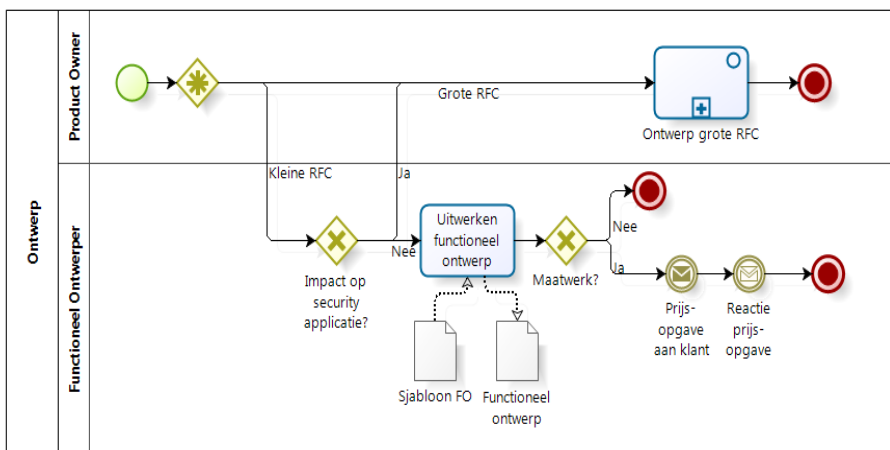 Ontwerp
Product Owner
Grote RFC
Ontwerp grote RFC
Kleine RFC
Functioneel Ontwerper
Ja
Impact op
security
applicatie?
Nee
Uitwerken
functioneel
ontwerp
Maatwerk?
Nee
Ja
Prijs-
opgave
aan klant
Reactie
prijs-
opgave
Sjabloon FO
Functioneel
ontwerp